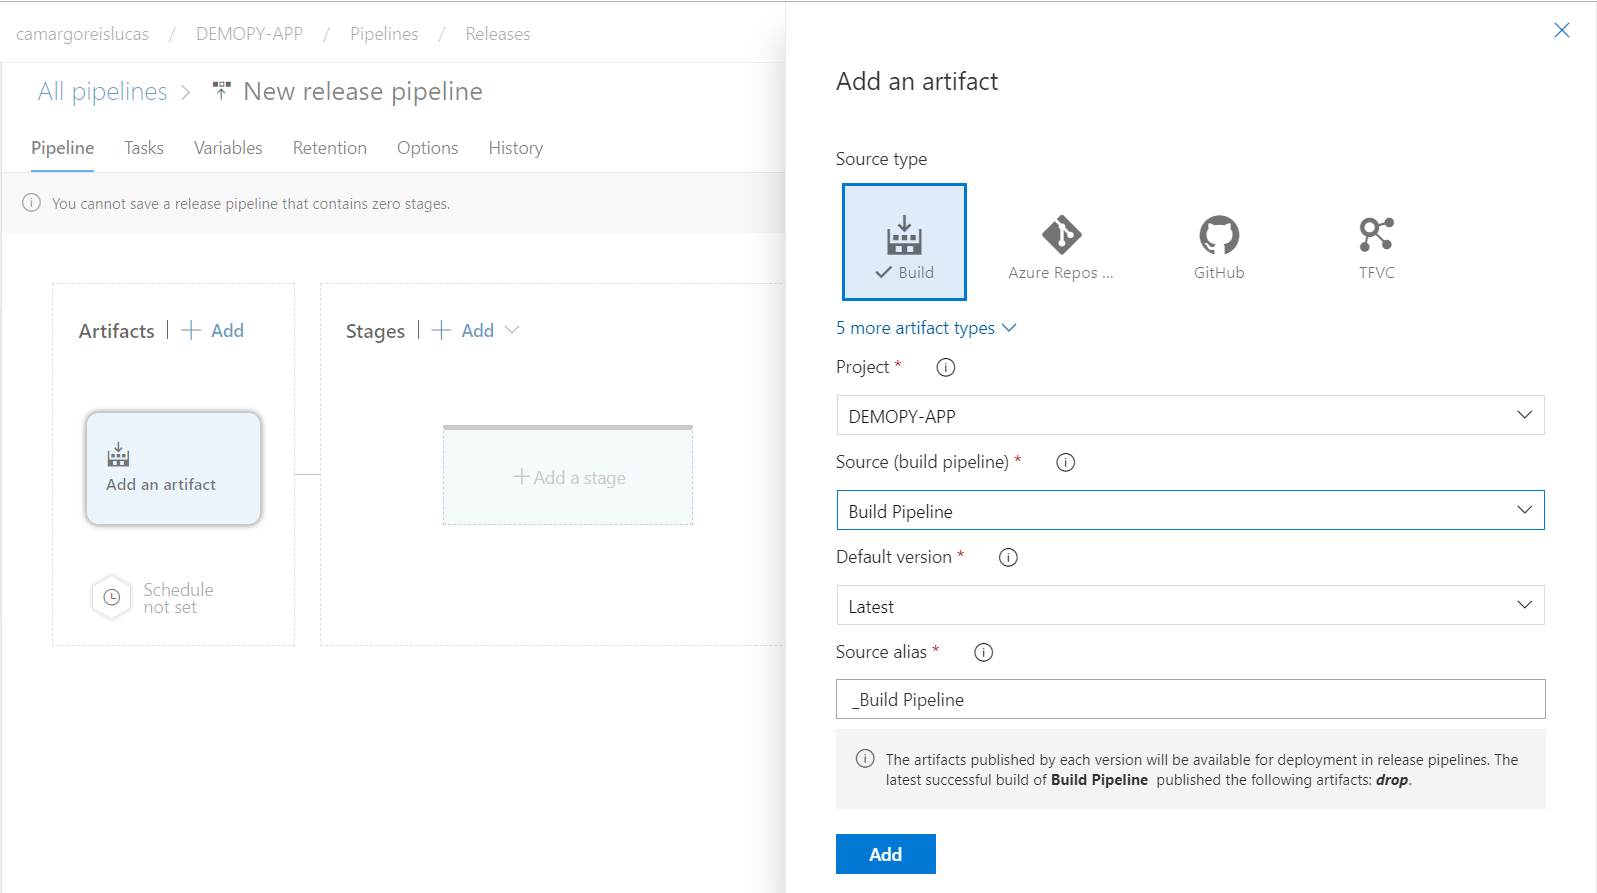 camargoreislucas / DEMOPY-APP / Pipelines / Releases
All pipelines > New release pipeline
Pipeline Tasks Variables Retention Options History
You cannot save a release pipeline that contains zero stages.
Artifacts | + Add
Stages | + Add
Add an artifact
+ Add a stage
Schedule
not set
Add an artifact
Source type
Build
Azure Repos ...
GitHub
TFVC
5 more artifact types
Project *
DEMOPY-APP
Source (build pipeline) *
Build Pipeline
Default version *
Latest
Source alias *
_Build Pipeline
The artifacts published by each version will be available for deployment in release pipelines. The
latest successful build of Build Pipeline published the following artifacts: drop.
Add